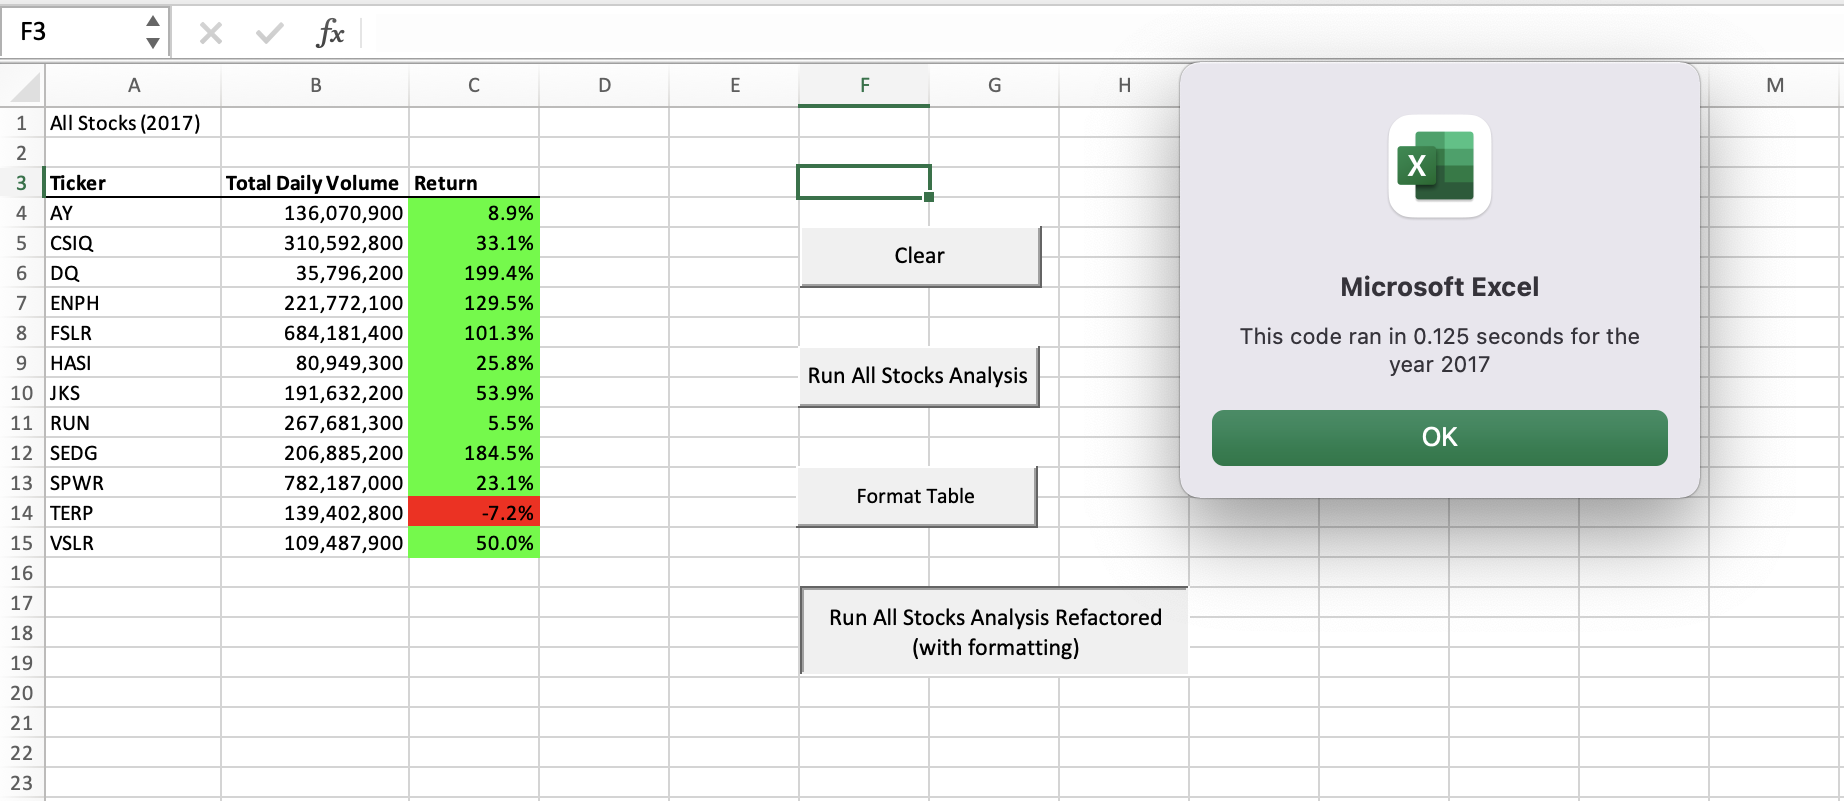 F3
fx
A B C D E F G H M
1 All Stocks (2017)
2
3 Ticker Total Daily Volume Return
4 AY 136,070,900 8.9%
5 CSIQ 310,592,800 33.1%
6 DQ 35,796,200 199.4%
7 ENPH 221,772,100 129.5%
8 FSLR 684,181,400 101.3%
9 HASI 80,949,300 25.8%
10 JKS 191,632,200 53.9%
11 RUN 267,681,300 5.5%
12 SEDG 206,885,200 184.5%
13 SPWR 782,187,000 23.1%
14 TERP 139,402,800 -7.2%
15 VSLR 109,487,900 50.0%
16
17
18
19
20
21
22
23
Clear
Run All Stocks Analysis
Format Table
Run All Stocks Analysis Refactored
(with formatting)
X
Microsoft Excel
This code ran in 0.125 seconds for the
year 2017
OK